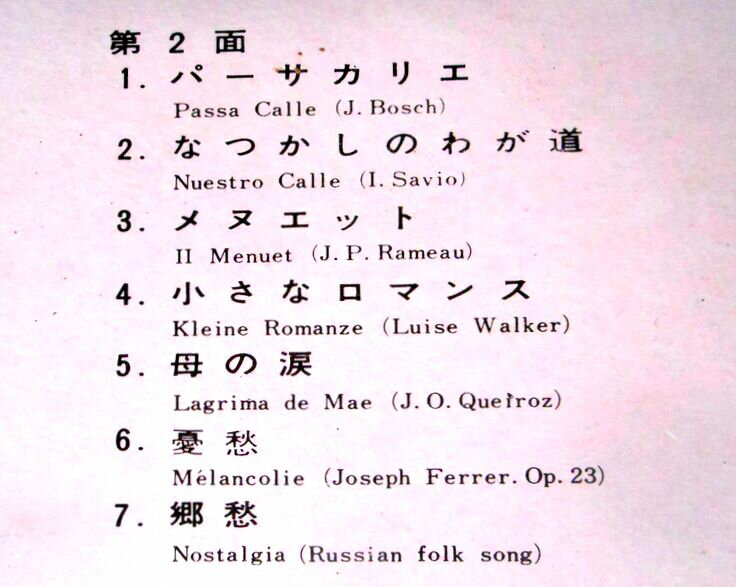 第2面
1. パーサカリエ
Passa Calle (J. Bosch)
2. なつかしのわが道
Nuestro Calle (I. Savio)
3. メヌエット
II Menuet (J. P. Rameau)
4. 小さなロマンス
Kleine Romanze (Luise Walker)
5. 母の涙
Lagrima de Mae (J. O. Queiroz)
6. 憂愁
Mélancolie (Joseph Ferrer. Op. 23)
7. 郷愁
Nostalgia (Russian folk song)